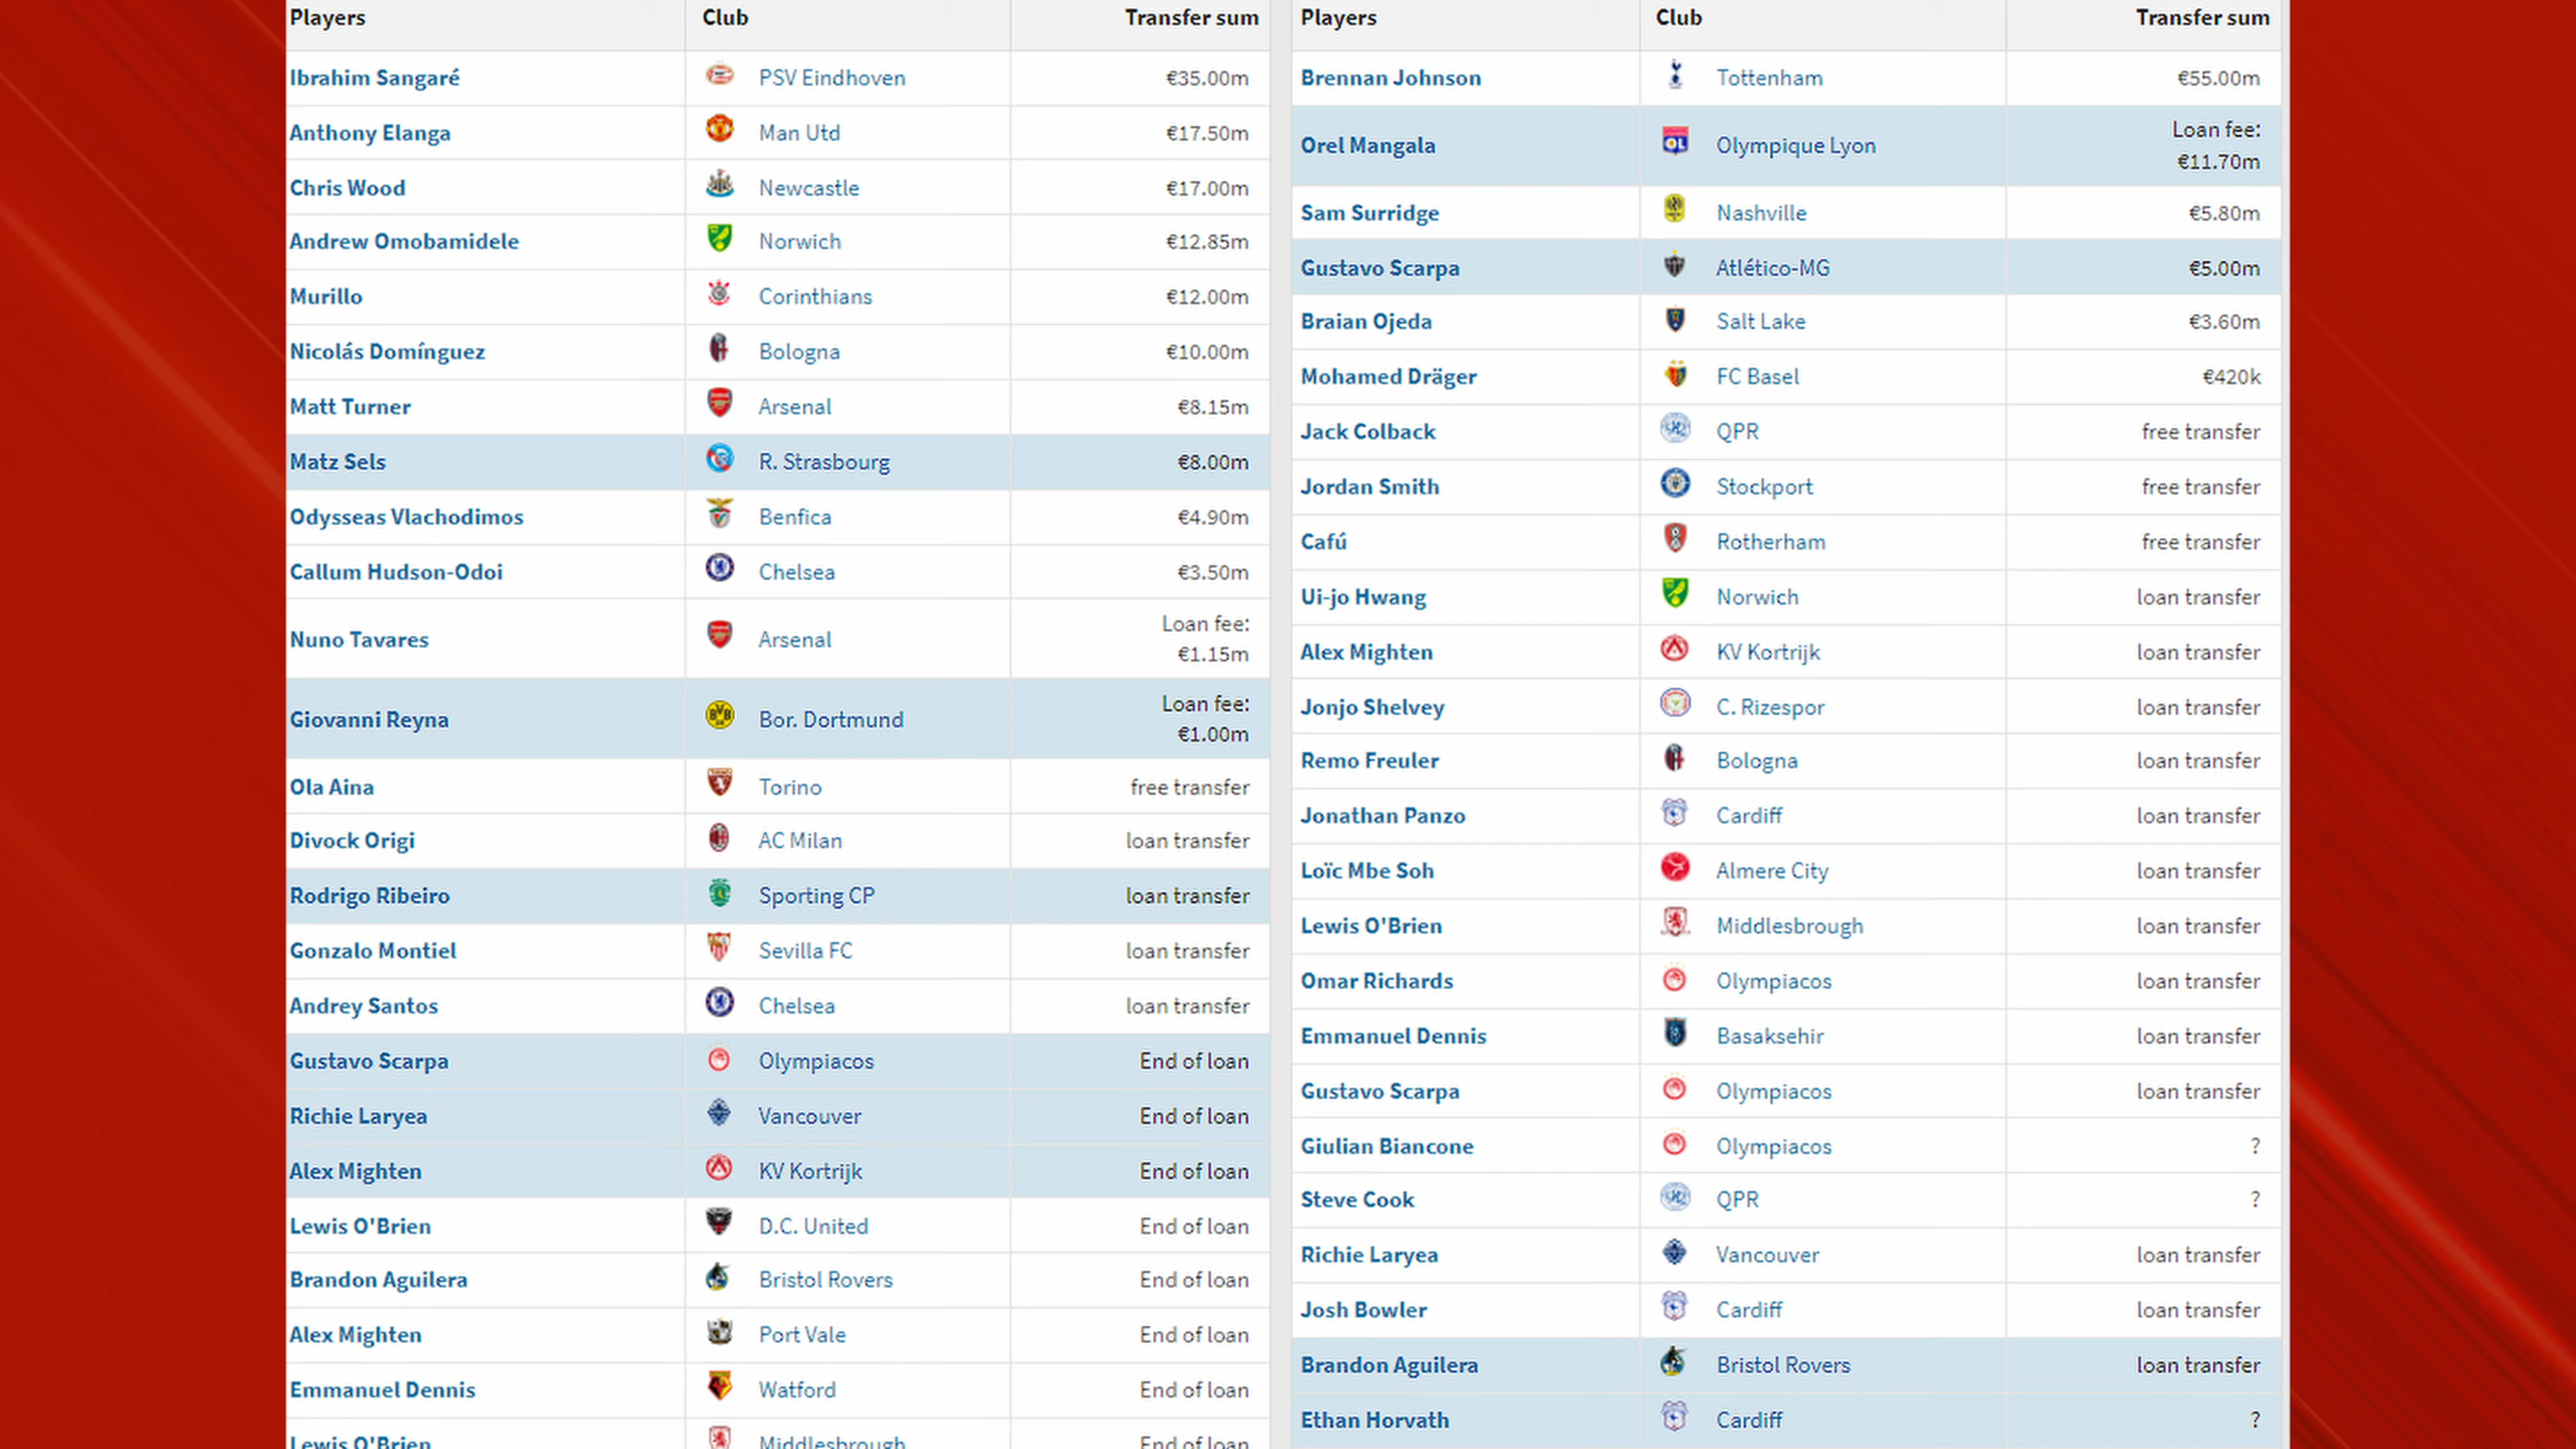 Players Club Transfer sum
Ibrahim Sangaré PSV Eindhoven €35.00m
Anthony Elanga Man Utd €17.50m
Chris Wood Newcastle €17.00m
Andrew Omobamidele Norwich €12.85m
Murillo Corinthians €12.00m
Nicolás Domínguez Bologna €10.00m
Matt Turner Arsenal €8.15m
Matz Sels R. Strasbourg €8.00m
Odysseas Vlachodimos Benfica €4.90m
Callum Hudson-Odoi Chelsea €3.50m
Nuno Tavares Arsenal Loan fee:
€1.15m
Giovanni Reyna Bor. Dortmund Loan fee:
€1.00m
Ola Aina Torino free transfer
Divock Origi AC Milan loan transfer
Rodrigo Ribeiro Sporting CP loan transfer
Gonzalo Montiel Sevilla FC loan transfer
Andrey Santos Chelsea loan transfer
Gustavo Scarpa Olympiacos End of loan
Richie Laryea Vancouver End of loan
Alex Mighten KV Kortrijk End of loan
Lewis O'Brien D.C. United End of loan
Brandon Aguilera Bristol Rovers End of loan
Alex Mighten Port Vale End of loan
Emmanuel Dennis Watford End of loan
Lewis O'Brien Middlesbrough End of loan
Players Club Transfer sum
Brennan Johnson Tottenham €55.00m
Orel Mangala Olympique Lyon Loan fee:
€11.70m
Sam Surridge Nashville €5.80m
Gustavo Scarpa Atlético-MG €5.00m
Braian Ojeda Salt Lake €3.60m
Mohamed Dräger FC Basel €420k
Jack Colback QPR free transfer
Jordan Smith Stockport free transfer
Cafú Rotherham free transfer
Ui-jo Hwang Norwich loan transfer
Alex Mighten KV Kortrijk loan transfer
Jonjo Shelvey C. Rizespor loan transfer
Remo Freuler Bologna loan transfer
Jonathan Panzo Cardiff loan transfer
Loïc Mbe Soh Almere City loan transfer
Lewis O'Brien Middlesbrough loan transfer
Omar Richards Olympiacos loan transfer
Emmanuel Dennis Basaksehir loan transfer
Gustavo Scarpa Olympiacos loan transfer
Giulian Biancone Olympiacos ?
Steve Cook QPR ?
Richie Laryea Vancouver loan transfer
Josh Bowler Cardiff loan transfer
Brandon Aguilera Bristol Rovers loan transfer
Ethan Horvath Cardiff ?